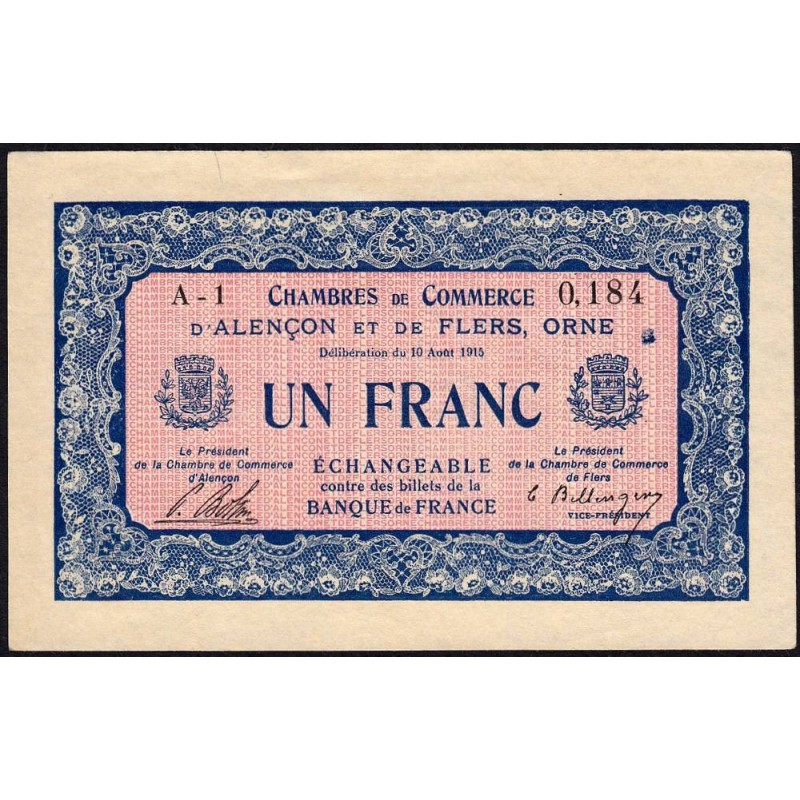 A - 1 CHAMBRES DE COMMERCE 0,184
D'ALENÇON ET DE FLERS, ORNE
Délibération du 10 Août 1915
UN FRANC
Le Président
de la Chambre de Commerce
d'Alençon
ÉCHANGEABLE
contre des billets de la
BANQUE de FRANCE
Le Président
de la Chambre de Commerce
de Flers
VICE-PRÉSIDENT